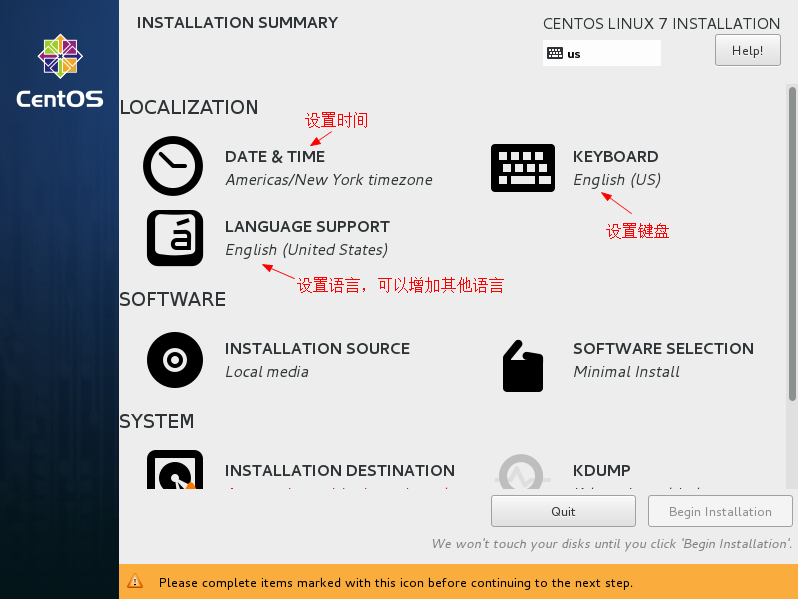 INSTALLATION SUMMARY
CENTOS LINUX 7 INSTALLATION
us
Help!
CentOS
LOCALIZATION
设置时间
DATE & TIME
Americas/New York timezone
KEYBOARD
English (US)
设置键盘
LANGUAGE SUPPORT
English (United States)
设置语言，可以增加其他语言
SOFTWARE
INSTALLATION SOURCE
Local media
SOFTWARE SELECTION
Minimal Install
SYSTEM
INSTALLATION DESTINATION
KDUMP
Quit
Begin Installation
We won't touch your disks until you click 'Begin Installation'.
Please complete items marked with this icon before continuing to the next step.